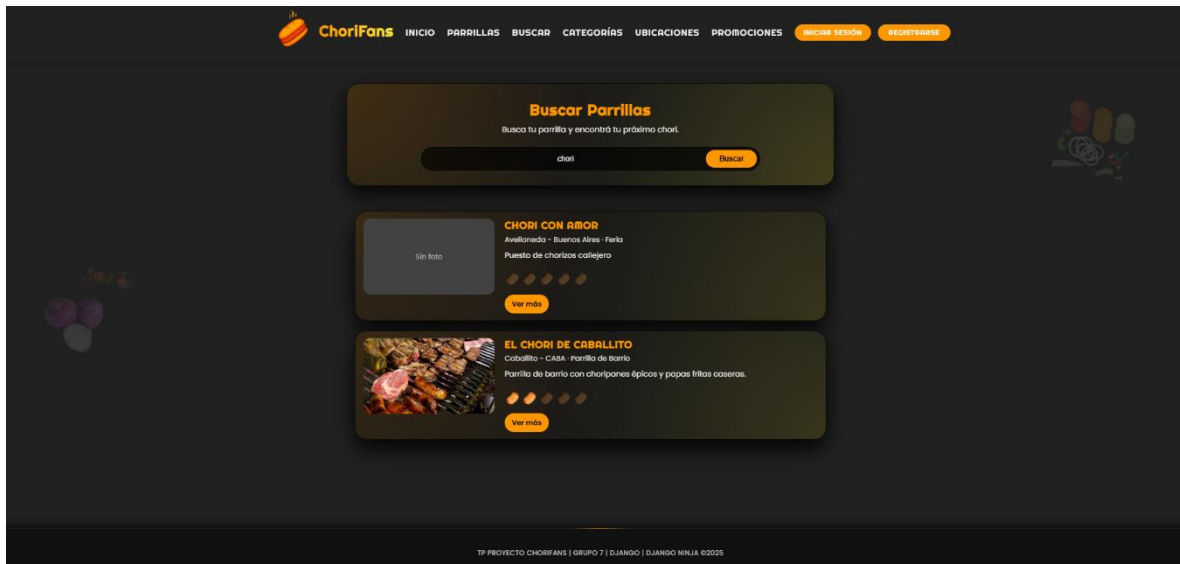 ChoriFans INICIO PARRILLAS BUSCAR CATEGORÍAS UBICACIONES PROMOCIONES INICIAR SESIÓN REGISTRARSE
Buscar Parrillas
Busca tu parrilla y encontrá tu próximo chori.
chori Buscar
Sin foto
CHORI CON AMOR
Avellaneda - Buenos Aires · Feria
Puesto de chorizos callejero
Ver más
EL CHORI DE CABALLITO
Caballito - CABA · Parrilla de Barrio
Parrilla de barrio con choripanes épicos y papas fritas caseras.
Ver más
TP PROYECTO CHORIFANS | GRUPO 7 | DJANGO | DJANGO NINJA ©2025